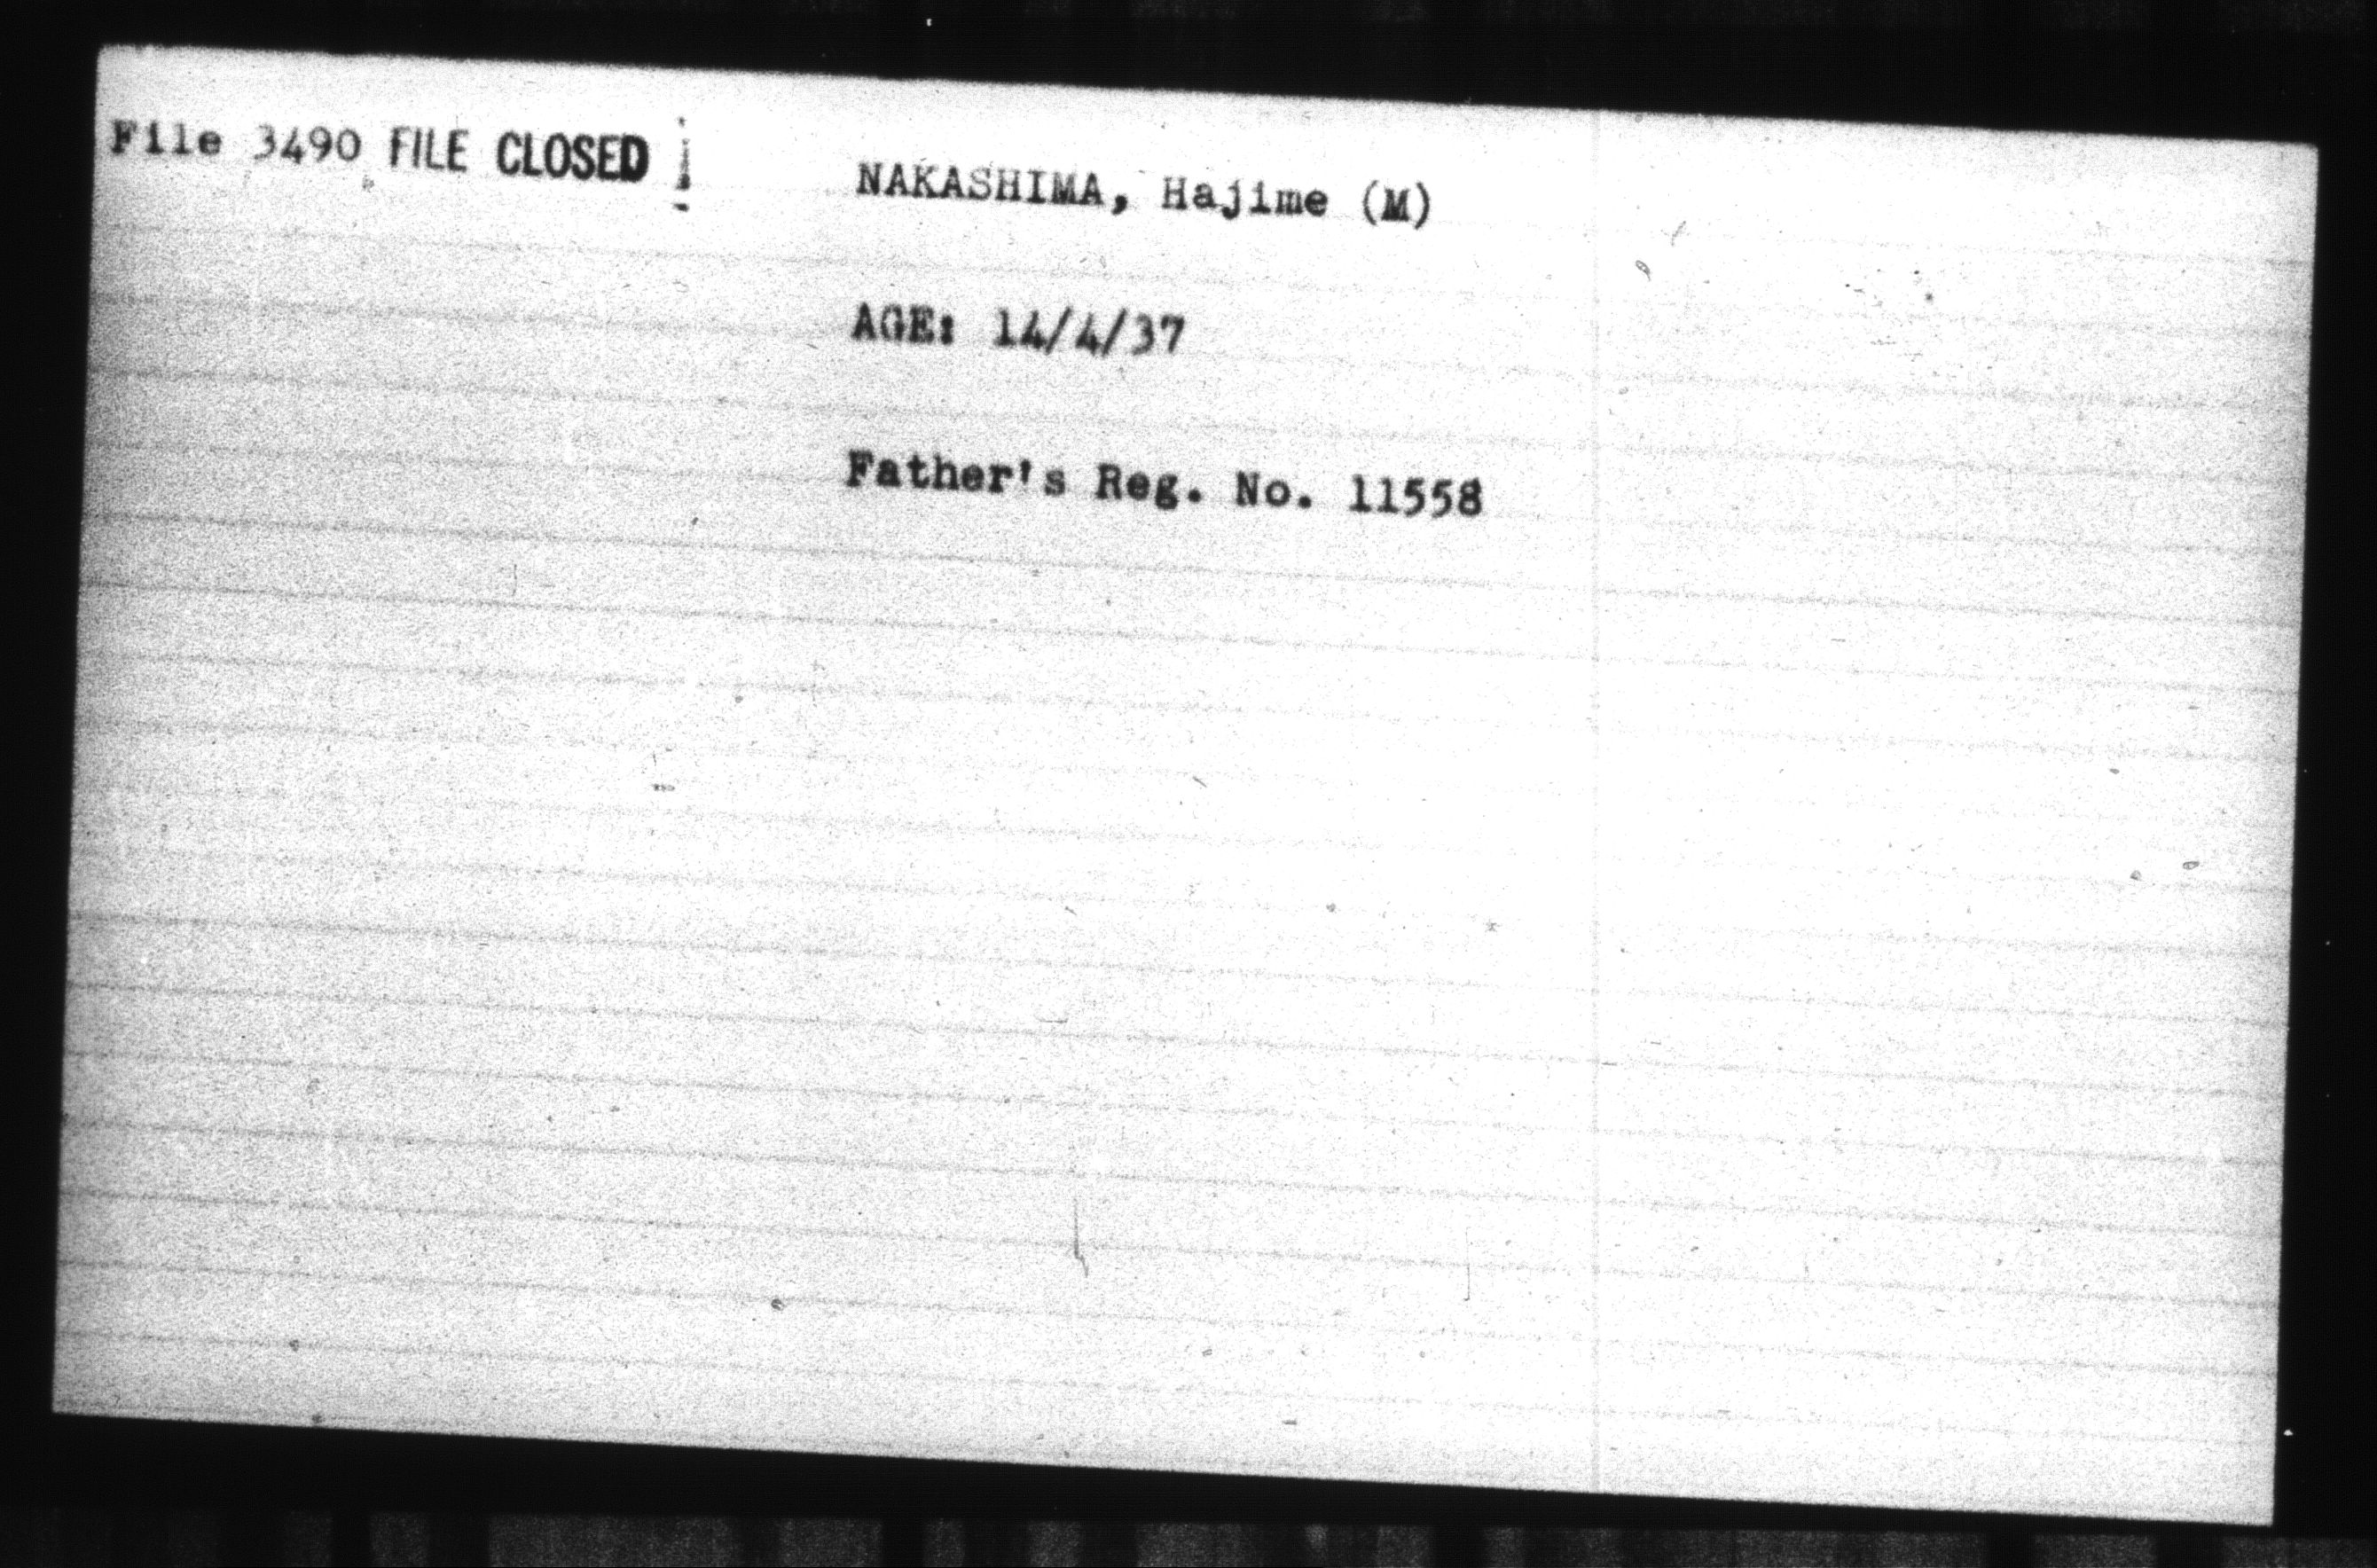 File 3490 FILE CLOSED
NAKASHIMA, Hajime (M)
AGE: 14/4/37
Father's Reg. No. 11558